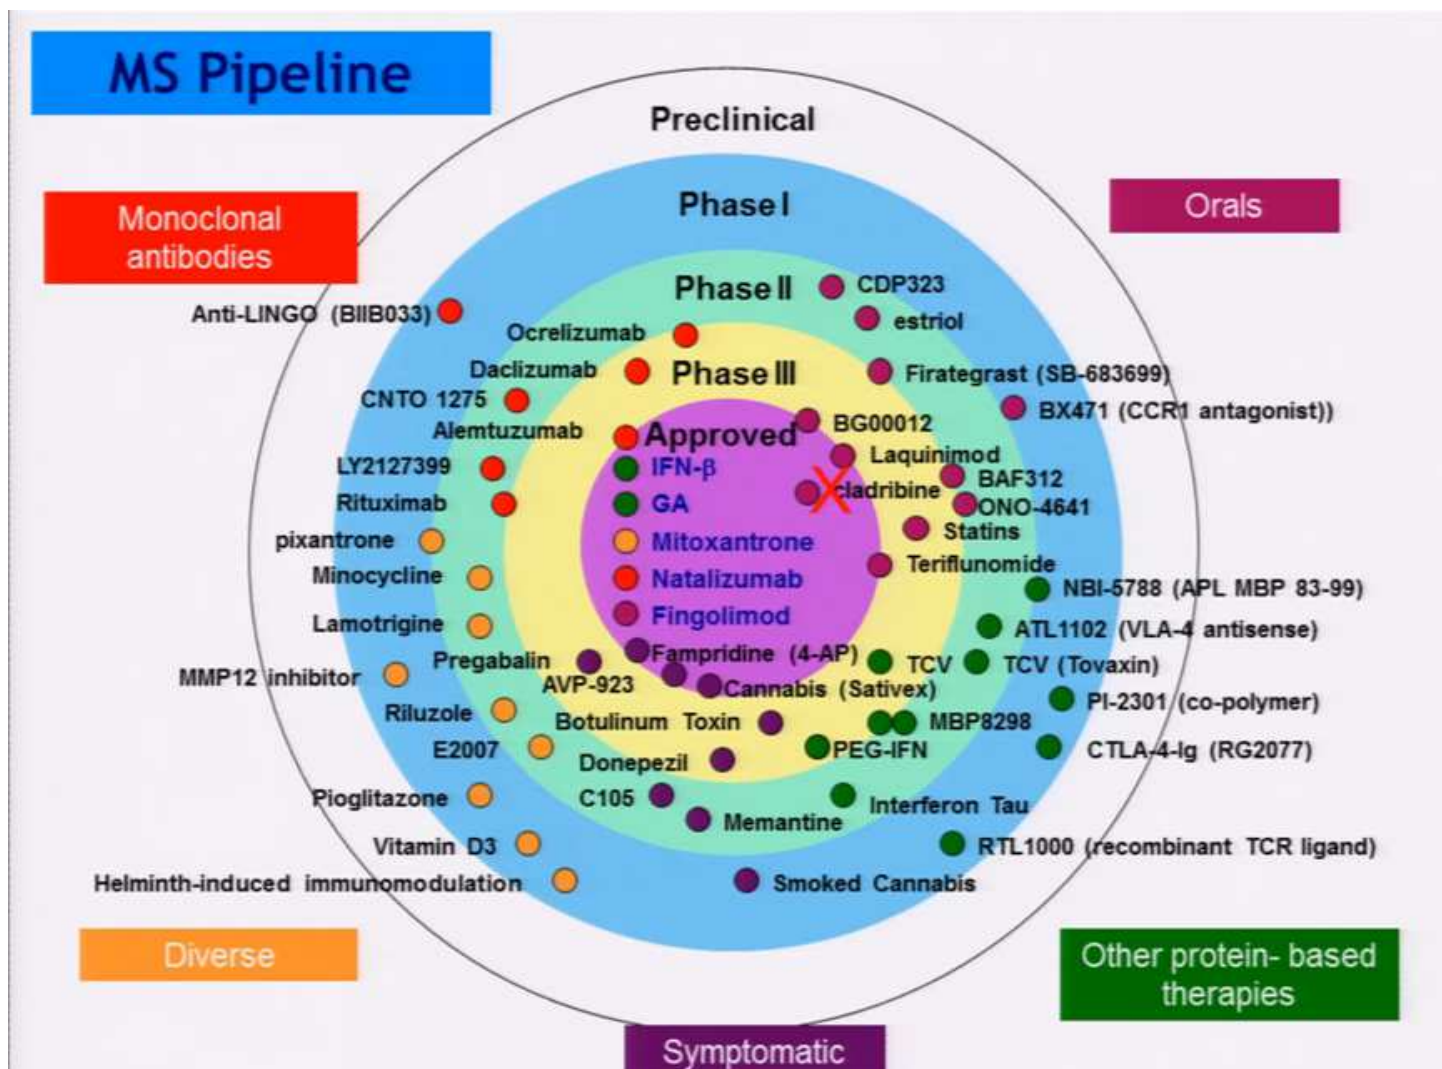 MS Pipeline
Preclinical
Phase I
Phase II
Phase III
Approved
Monoclonal
antibodies
Orals
Anti-LINGO (BIIB033)
Ocrelizumab
Daclizumab
CNTO 1275
Alemtuzumab
LY2127399
Rituximab
pixantrone
Minocycline
Lamotrigine
MMP12 inhibitor
Riluzole
E2007
Pioglitazone
Vitamin D3
Helminth-induced immunomodulation
IFN-β
GA
Mitoxantrone
Natalizumab
Fingolimod
Fampridine (4-AP)
Pregabalin
AVP-923
Cannabis (Sativex)
Botulinum Toxin
Donepezil
C105
Memantine
Smoked Cannabis
CDP323
estriol
Firategrast (SB-683699)
BX471 (CCR1 antagonist))
BG00012
Laquinimod
BAF312
cladribine
ONO-4641
Statins
Teriflunomide
NBI-5788 (APL MBP 83-99)
ATL1102 (VLA-4 antisense)
TCV
TCV (Tovaxin)
PI-2301 (co-polymer)
MBP8298
PEG-IFN
CTLA-4-Ig (RG2077)
Interferon Tau
RTL1000 (recombinant TCR ligand)
Diverse
Other protein- based
therapies
Symptomatic